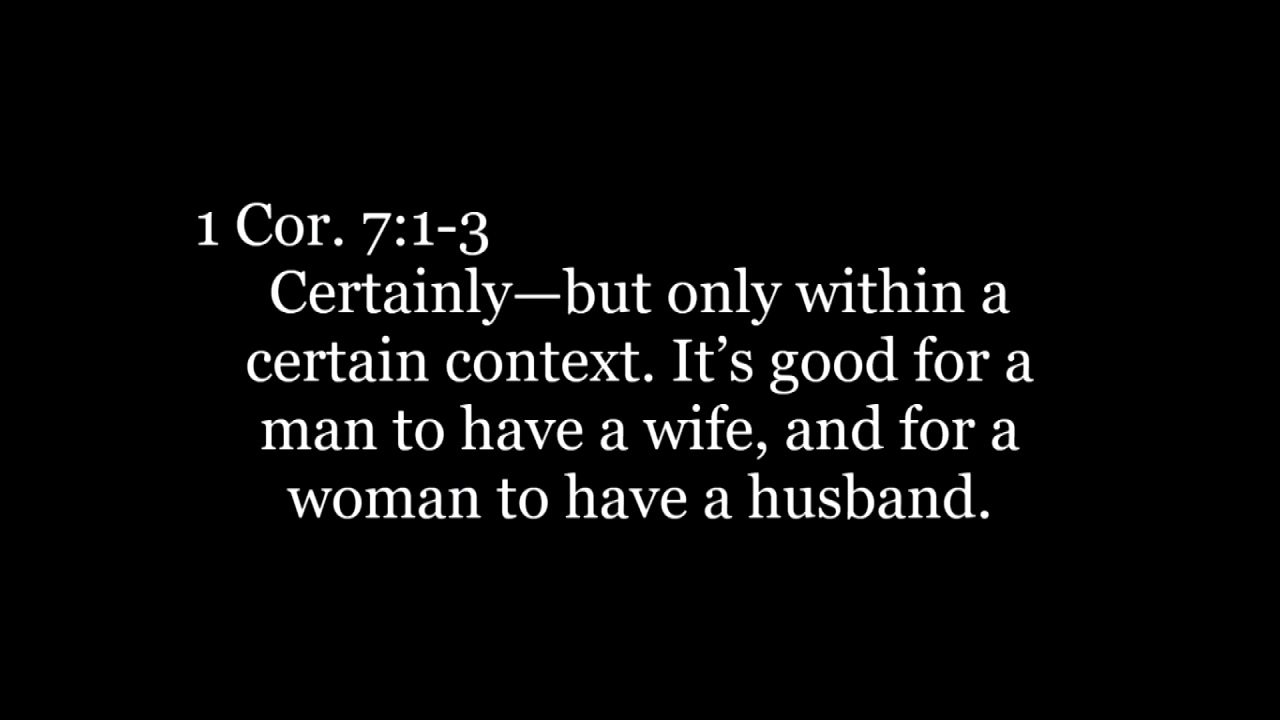 1 Cor. 7:1-3
Certainly—but only within a
certain context. It’s good for a
man to have a wife, and for a
woman to have a husband.